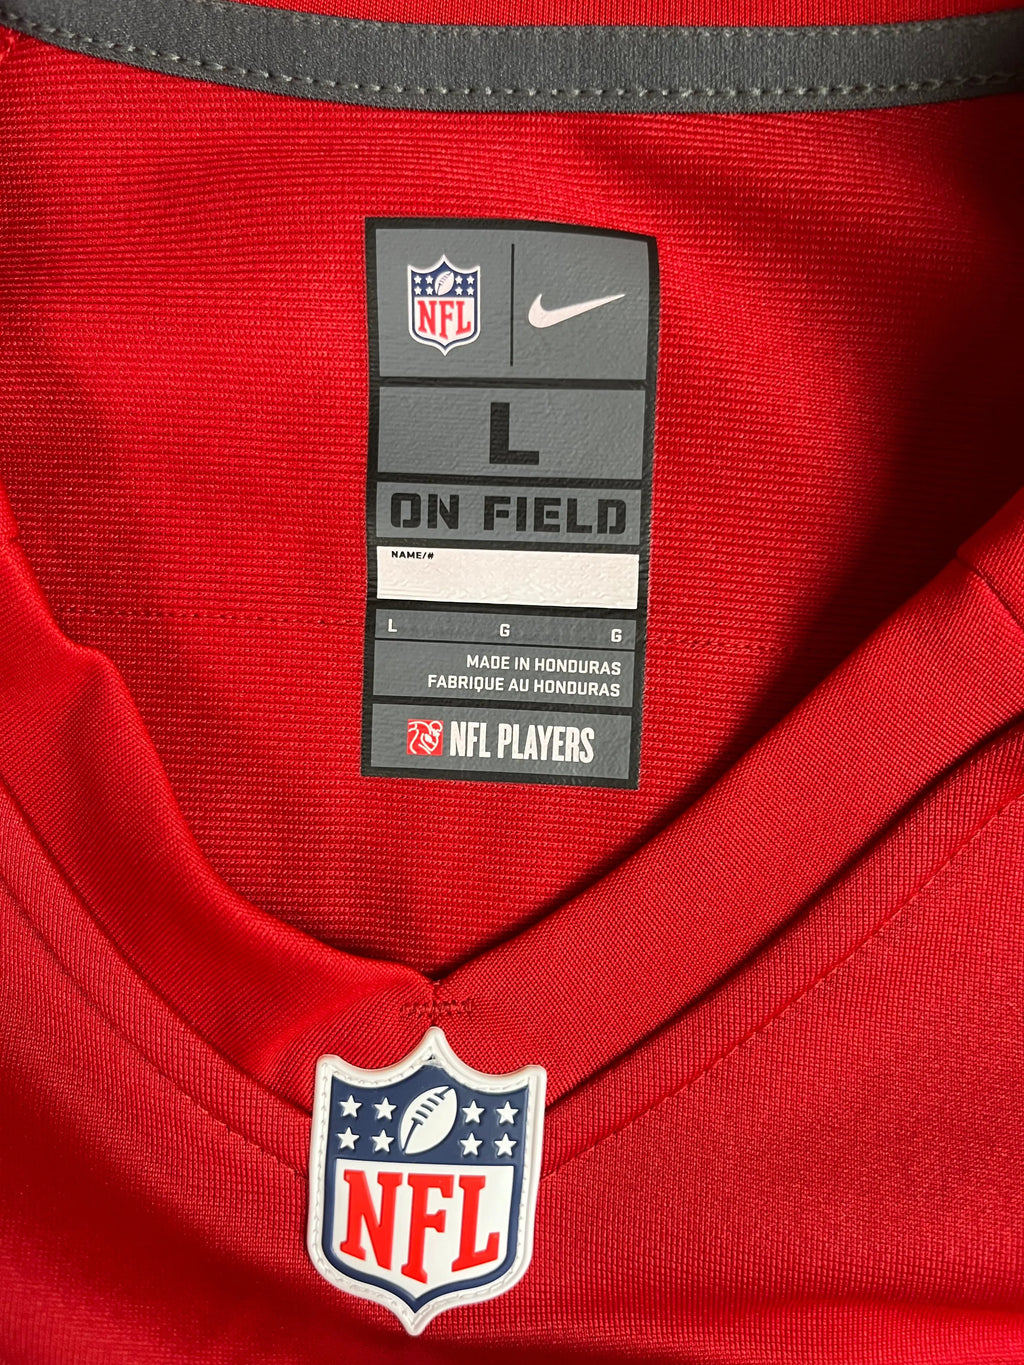 NFL
L
ON FIELD
NAME/#
L G G
MADE IN HONDURAS
FABRIQUE AU HONDURAS
NFL PLAYERS
NFL